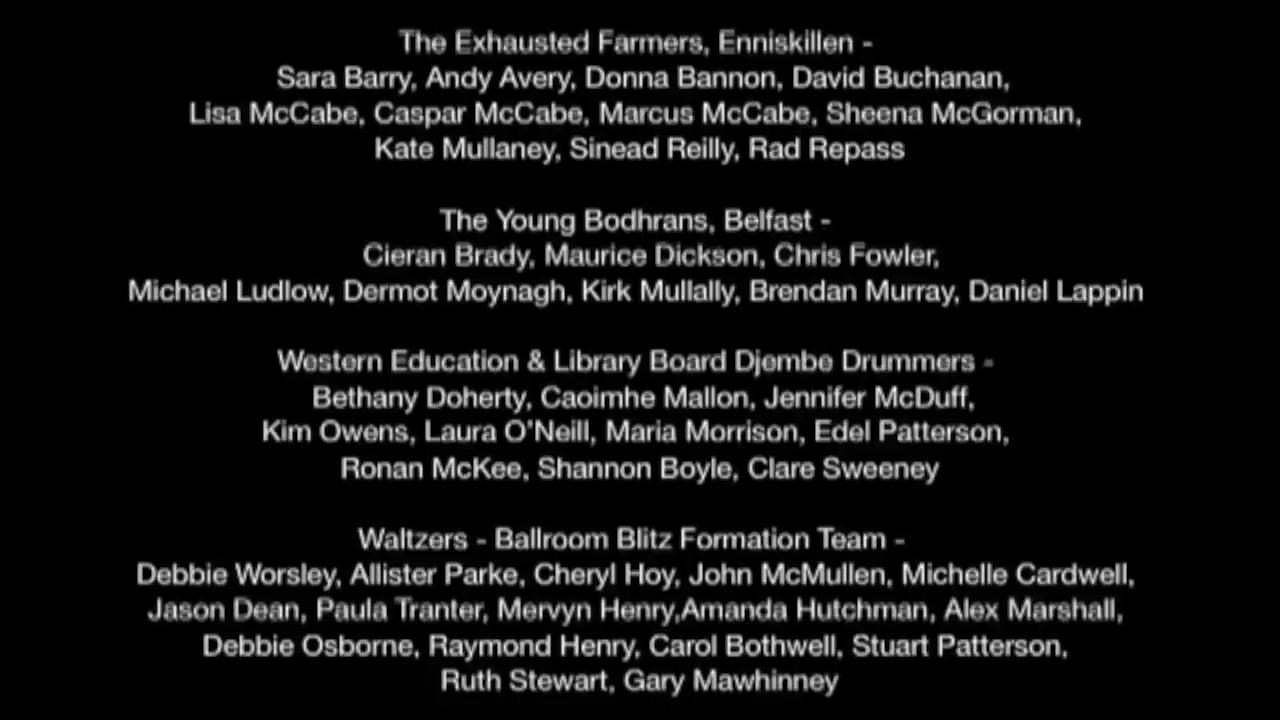 The Exhausted Farmers, Enniskillen -
Sara Barry, Andy Avery, Donna Bannon, David Buchanan,
Lisa McCabe, Caspar McCabe, Marcus McCabe, Sheena McGorman,
Kate Mullaney, Sinead Reilly, Rad Repass
The Young Bodhrans, Belfast -
Cieran Brady, Maurice Dickson, Chris Fowler,
Michael Ludlow, Dermot Moynagh, Kirk Mullally, Brendan Murray, Daniel Lappin
Western Education & Library Board Djembe Drummers -
Bethany Doherty, Caoimhe Mallon, Jennifer McDuff,
Kim Owens, Laura O'Neill, Maria Morrison, Edel Patterson,
Ronan McKee, Shannon Boyle, Clare Sweeney
Waltzers - Ballroom Blitz Formation Team -
Debbie Worsley, Allister Parke, Cheryl Hoy, John McMullen, Michelle Cardwell,
Jason Dean, Paula Tranter, Mervyn Henry,Amanda Hutchman, Alex Marshall,
Debbie Osborne, Raymond Henry, Carol Bothwell, Stuart Patterson,
Ruth Stewart, Gary Mawhinney